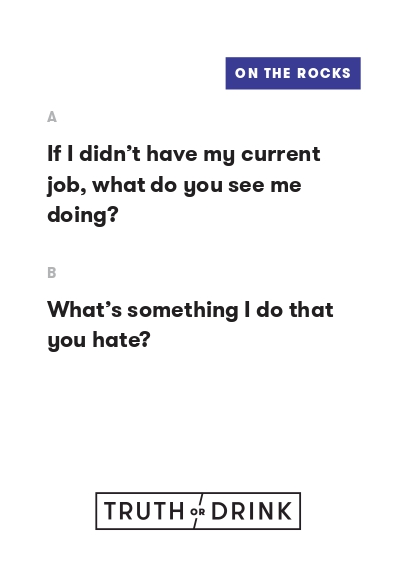 ON THE ROCKS
A
If I didn’t have my current
job, what do you see me
doing?
B
What’s something I do that
you hate?
TRUTH OR DRINK